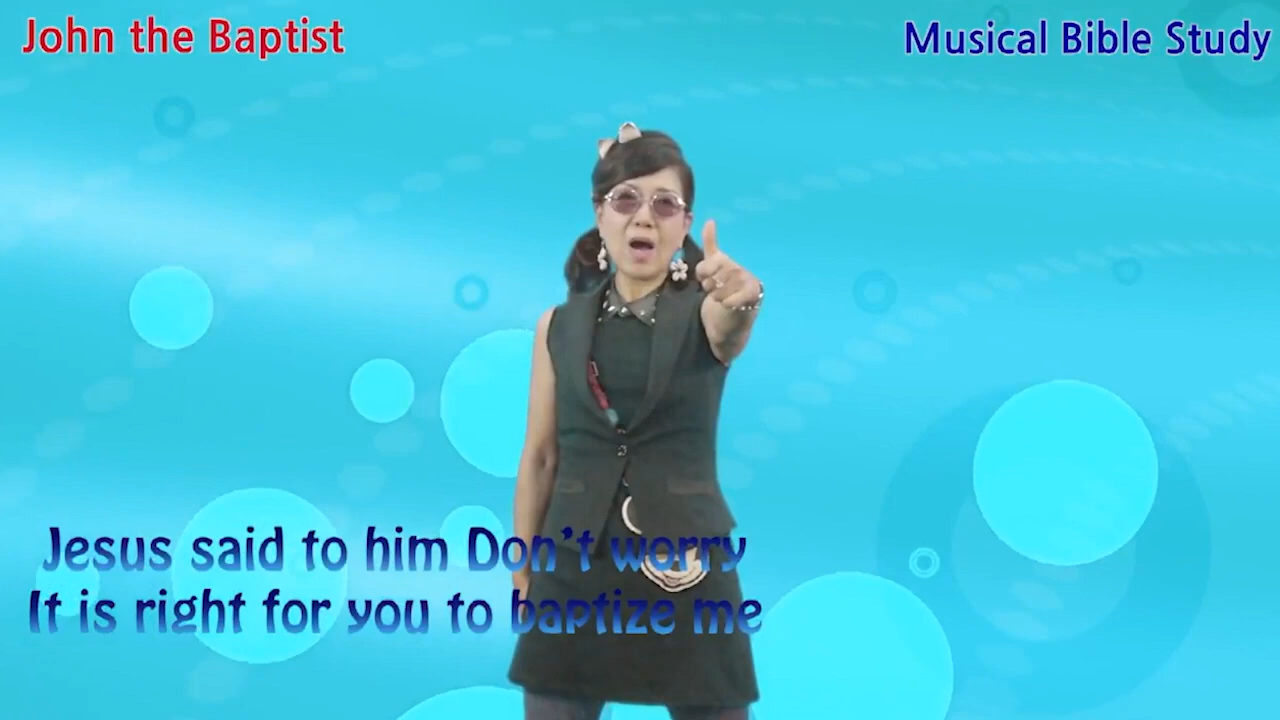 John the Baptist
Musical Bible Study
Jesus said to him Don't worry
It is right for you to baptize me